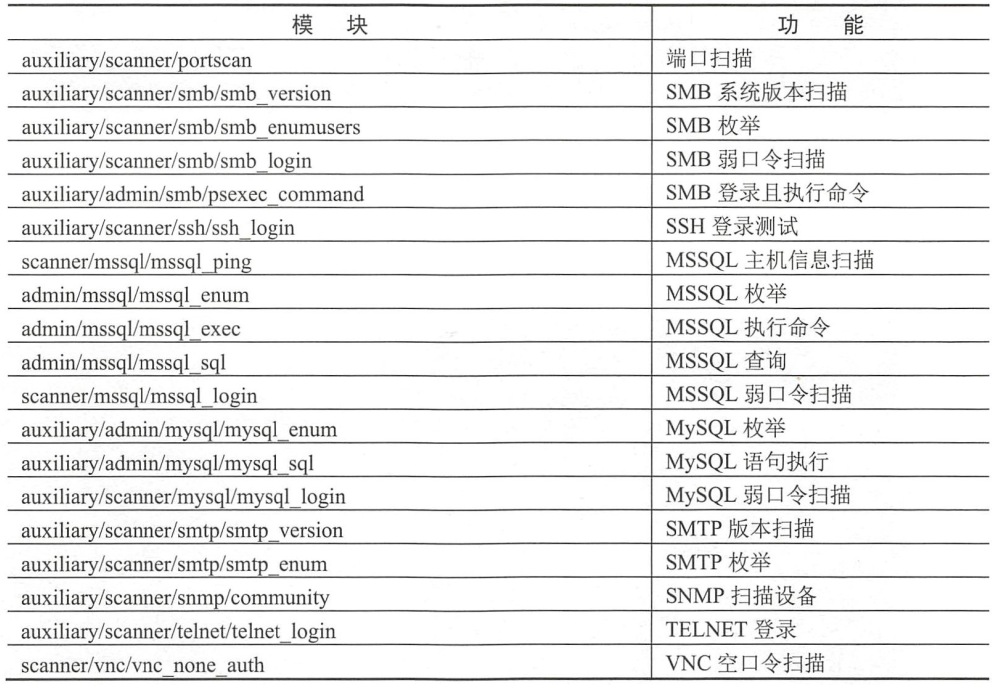 模 块 功 能
auxiliary/scanner/portscan 端口扫描
auxiliary/scanner/smb/smb_version SMB 系统版本扫描
auxiliary/scanner/smb/smb_enumusers SMB 枚举
auxiliary/scanner/smb/smb_login SMB 弱口令扫描
auxiliary/admin/smb/psexec_command SMB 登录且执行命令
auxiliary/scanner/ssh/ssh_login SSH 登录测试
scanner/mssql/mssql_ping MSSQL 主机信息扫描
admin/mssql/mssql_enum MSSQL 枚举
admin/mssql/mssql_exec MSSQL 执行命令
admin/mssql/mssql_sql MSSQL 查询
scanner/mssql/mssql_login MSSQL 弱口令扫描
auxiliary/admin/mysql/mysql_enum MySQL 枚举
auxiliary/admin/mysql/mysql_sql MySQL 语句执行
auxiliary/scanner/mysql/mysql_login MySQL 弱口令扫描
auxiliary/scanner/smtp/smtp_version SMTP 版本扫描
auxiliary/scanner/smtp/smtp_enum SMTP 枚举
auxiliary/scanner/snmp/community SNMP 扫描设备
auxiliary/scanner/telnet/telnet_login TELNET 登录
scanner/vnc/vnc_none_auth VNC 空口令扫描